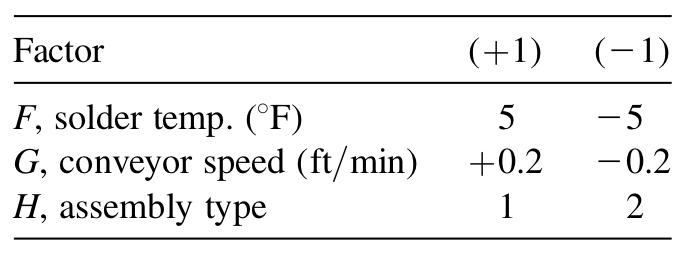 Factor (+1) (−1)
F, solder temp. (°F) 5 −5
G, conveyor speed (ft/min) +0.2 −0.2
H, assembly type 1 2